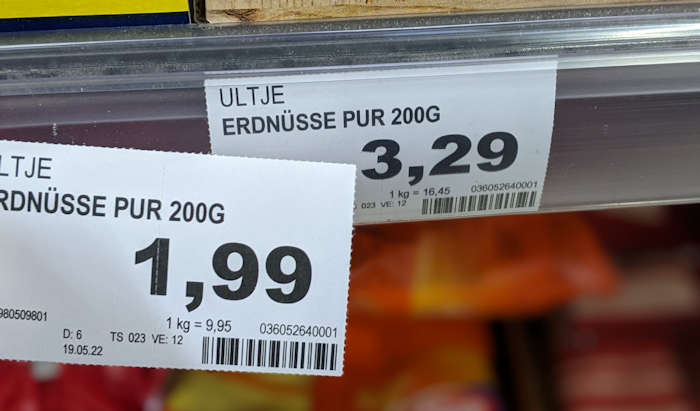 ULTJE
ERDNÜSSE PUR 200G
3,29
1 kg = 16,45
036052640001
023 VE: 12
LTJE
RDNÜSSE PUR 200G
1,99
980509801
1 kg = 9,95
036052640001
D: 6
TS 023 VE: 12
19.05.22